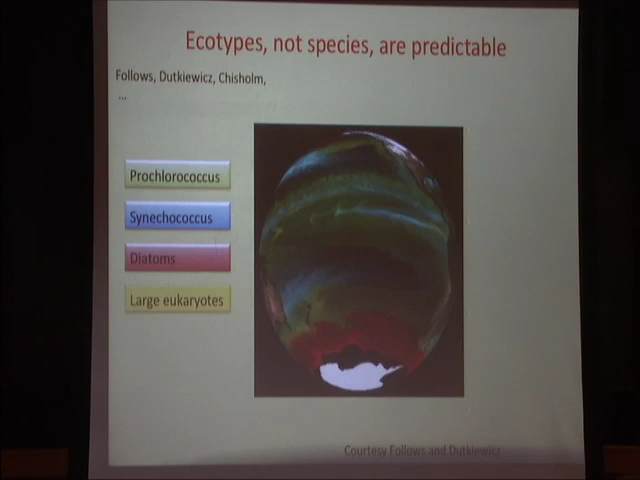 Ecotypes, not species, are predictable
Follows, Dutkiewicz, Chisholm,
...
Prochlorococcus
Synechococcus
Diatoms
Large eukaryotes
Courtesy Follows and Dutkiewicz